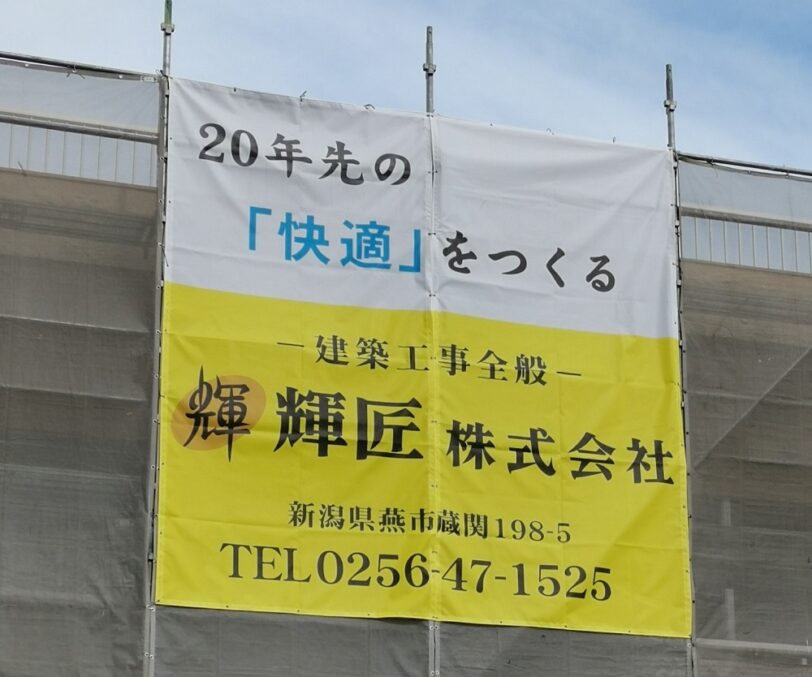 20年先の
「快適」をつくる
－建築工事全般－
輝 輝匠 株式会社
新潟県燕市蔵関198-5
TEL0256-47-1525